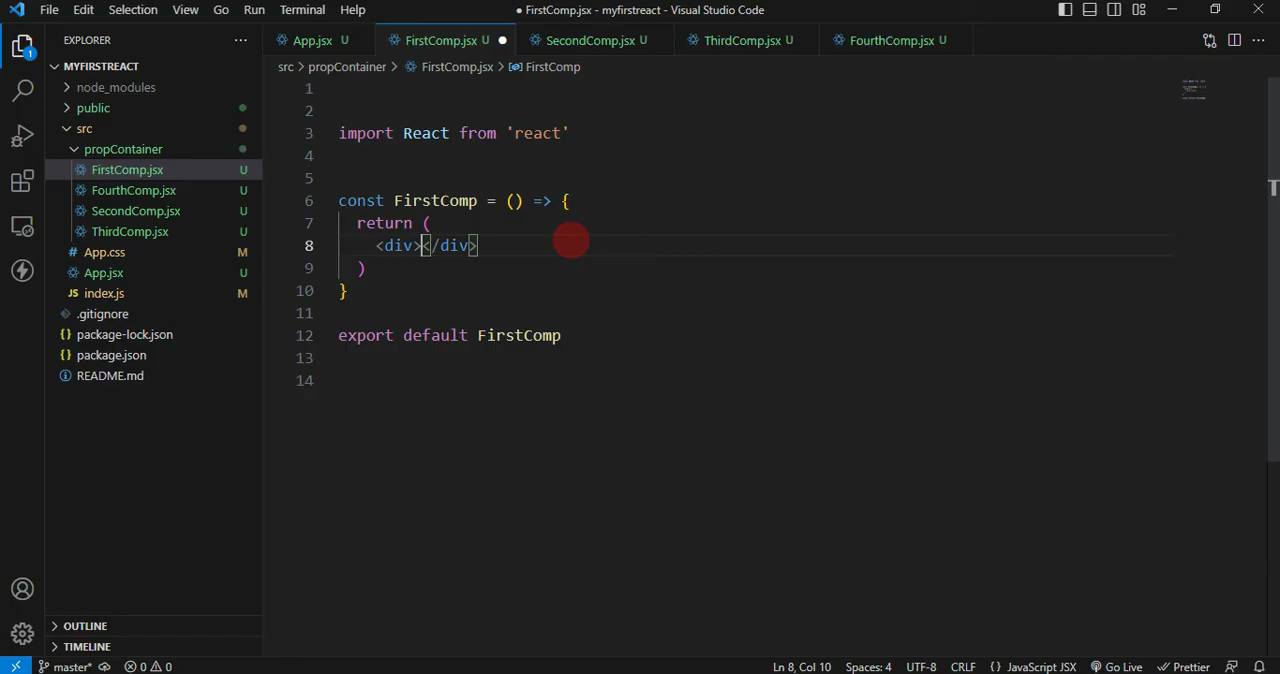 File Edit Selection View Go Run Terminal Help
● FirstComp.jsx - myfirstreact - Visual Studio Code
1
EXPLORER ...
MYFIRSTREACT
node_modules
public
src
propContainer
FirstComp.jsx U
FourthComp.jsx U
SecondComp.jsx U
ThirdComp.jsx U
# App.css M
App.jsx U
JS index.js M
.gitignore
{} package-lock.json
{} package.json
README.md
OUTLINE
TIMELINE
App.jsx U FirstComp.jsx U ● SecondComp.jsx U ThirdComp.jsx U FourthComp.jsx U ...
src > propContainer > FirstComp.jsx > FirstComp
1
2
3 import React from 'react'
4
5
6 const FirstComp = () => {
7 return (
8 <div></div>
9 )
10 }
11
12 export default FirstComp
13
14
master* 0 0 Ln 8, Col 10 Spaces: 4 UTF-8 CRLF {} JavaScript JSX Go Live Prettier